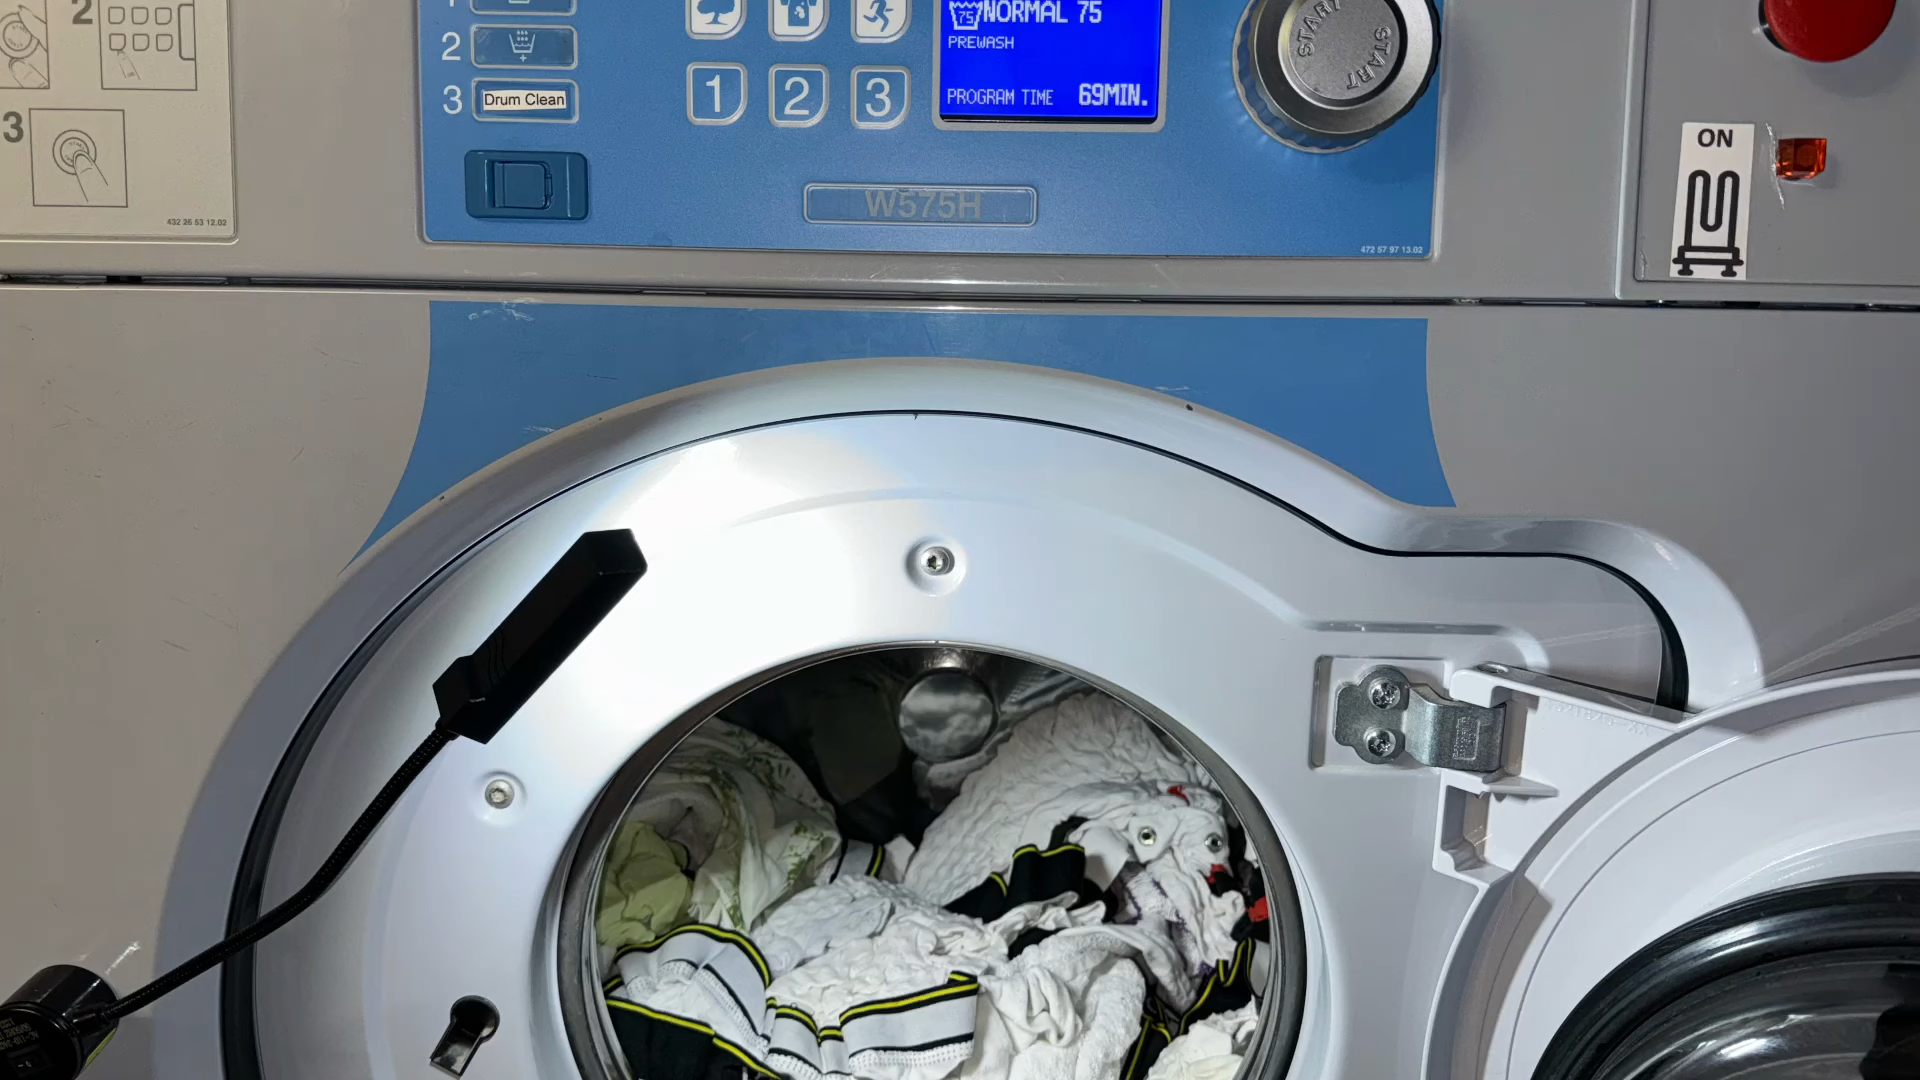 2
3
432 26 53 12.02
1
2
3
Drum Clean
1 2 3
75
NORMAL 75
PREWASH
PROGRAM TIME 69MIN.
START
START
W575H
472 57 97 13.02
ON